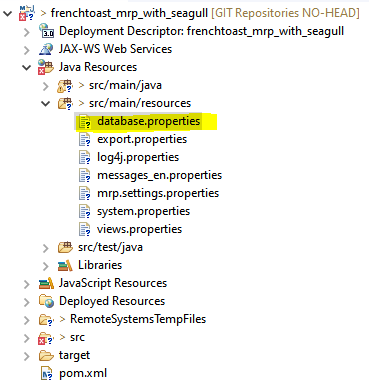 > frenchtoast_mrp_with_seagull [GIT Repositories NO-HEAD]
Deployment Descriptor: frenchtoast_mrp_with_seagull
JAX-WS Web Services
Java Resources
> src/main/java
> src/main/resources
database.properties
export.properties
log4j.properties
messages_en.properties
mrp.settings.properties
system.properties
views.properties
src/test/java
Libraries
JavaScript Resources
Deployed Resources
> RemoteSystemsTempFiles
> src
target
pom.xml